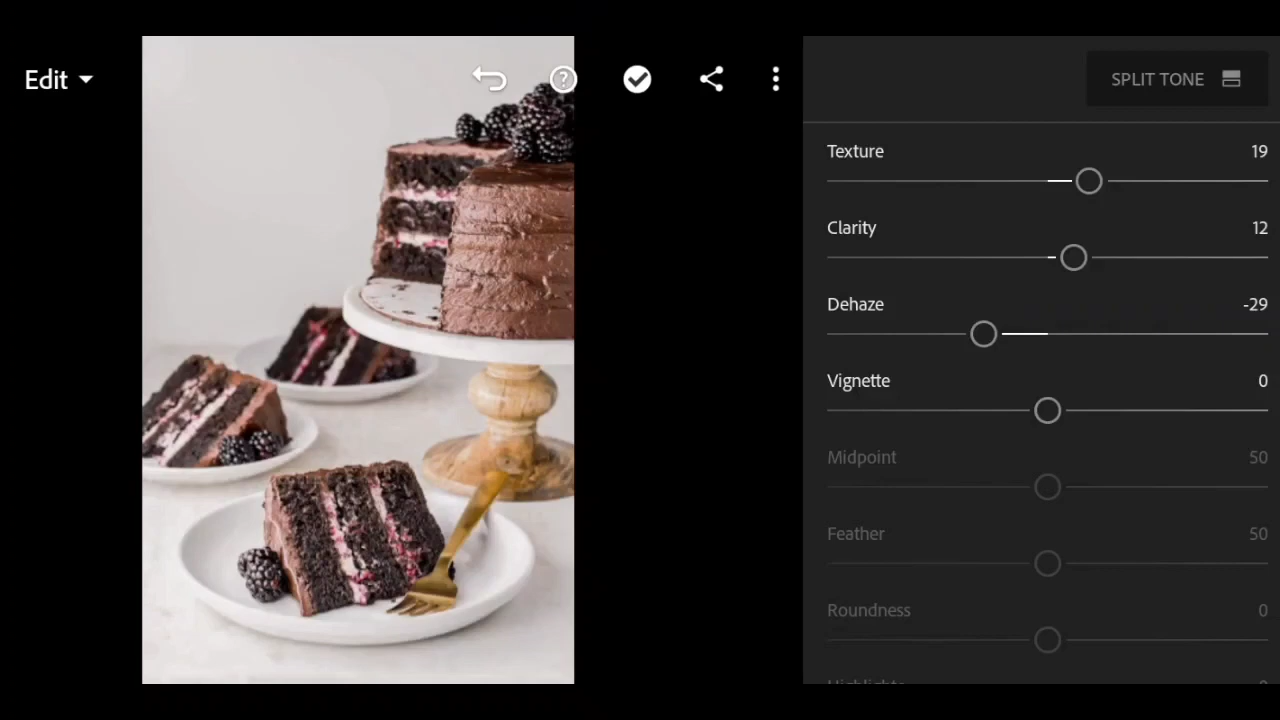 Edit
SPLIT TONE
Texture 19
Clarity 12
Dehaze -29
Vignette 0
Midpoint 50
Feather 50
Roundness 0